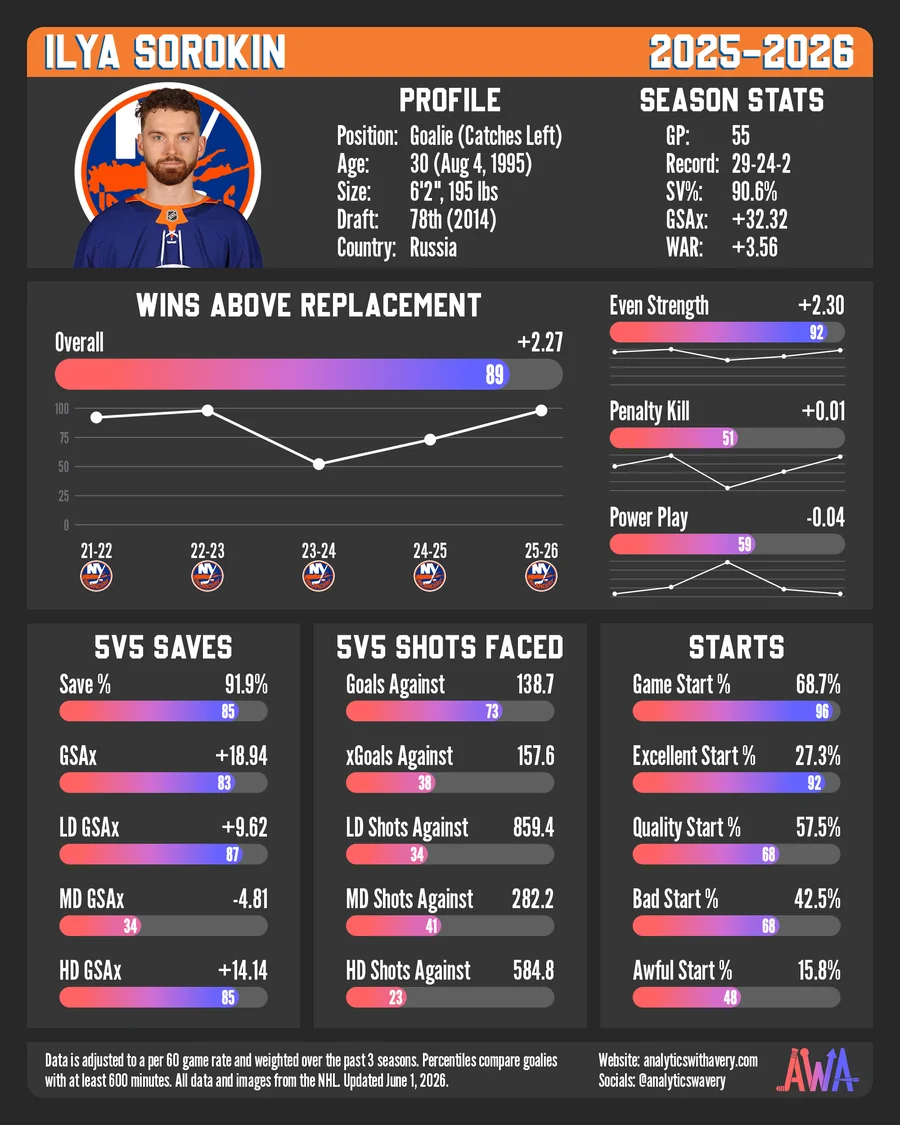 ILYA SOROKIN 2025-2026
PROFILE
Position: Goalie (Catches Left)
Age: 30 (Aug 4, 1995)
Size: 6'2", 195 lbs
Draft: 78th (2014)
Country: Russia
SEASON STATS
GP: 55
Record: 29-24-2
SV%: 90.6%
GSAx: +32.32
WAR: +3.56
WINS ABOVE REPLACEMENT
Overall +2.27
89
100
75
50
25
0
21-22 22-23 23-24 24-25 25-26
NY NY NY NY NY
Even Strength +2.30
92
Penalty Kill +0.01
51
Power Play -0.04
59
5V5 SAVES
Save % 91.9%
85
GSAx +18.94
83
LD GSAx +9.62
87
MD GSAx -4.81
34
HD GSAx +14.14
85
5V5 SHOTS FACED
Goals Against 138.7
73
xGoals Against 157.6
38
LD Shots Against 859.4
34
MD Shots Against 282.2
41
HD Shots Against 584.8
23
STARTS
Game Start % 68.7%
96
Excellent Start % 27.3%
92
Quality Start % 57.5%
68
Bad Start % 42.5%
68
Awful Start % 15.8%
48
Data is adjusted to a per 60 game rate and weighted over the past 3 seasons. Percentiles compare goalies
with at least 600 minutes. All data and images from the NHL. Updated June 1, 2026.
Website: analyticswithavery.com
Socials: @analyticswavery
AWA